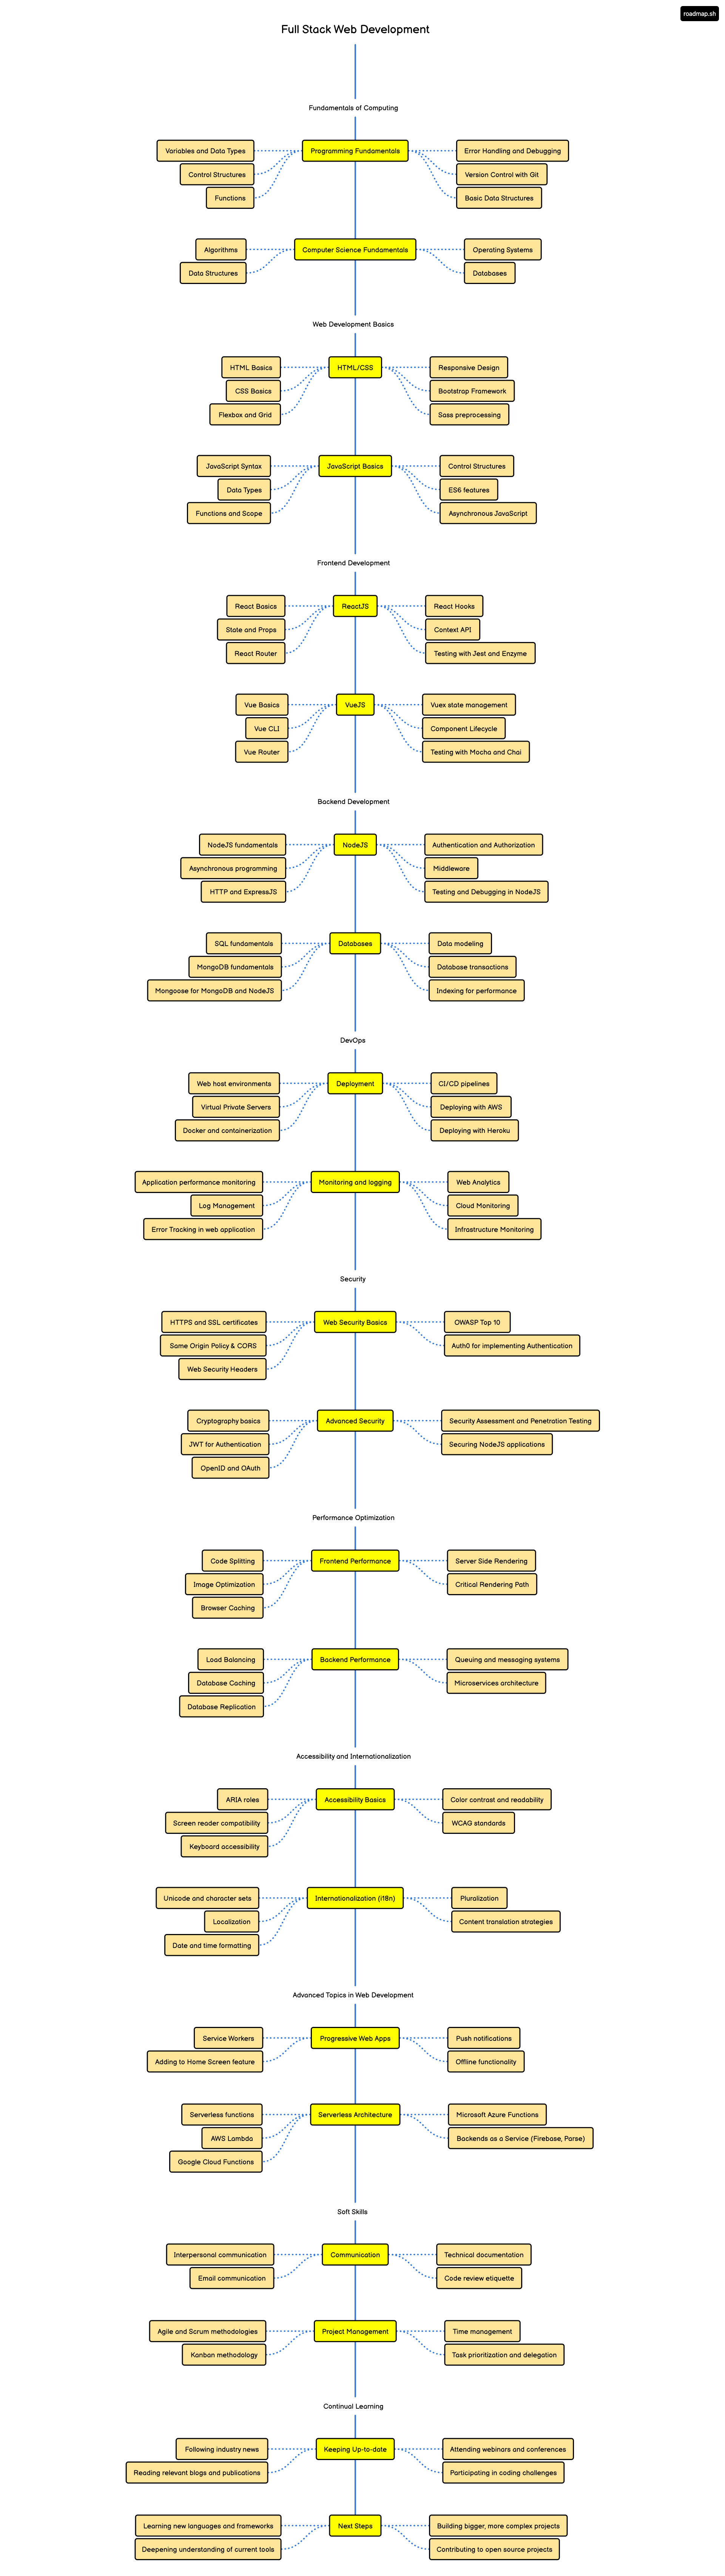 roadmap.sh
Full Stack Web Development
Fundamentals of Computing
Variables and Data Types
Programming Fundamentals
Error Handling and Debugging
Control Structures
Version Control with Git
Functions
Basic Data Structures
Algorithms
Computer Science Fundamentals
Operating Systems
Data Structures
Databases
Web Development Basics
HTML Basics
HTML/CSS
Responsive Design
CSS Basics
Bootstrap Framework
Flexbox and Grid
Sass preprocessing
JavaScript Syntax
JavaScript Basics
Control Structures
Data Types
ES6 features
Functions and Scope
Asynchronous JavaScript
Frontend Development
React Basics
ReactJS
React Hooks
State and Props
Context API
React Router
Testing with Jest and Enzyme
Vue Basics
VueJS
Vuex state management
Vue CLI
Component Lifecycle
Vue Router
Testing with Mocha and Chai
Backend Development
NodeJS fundamentals
NodeJS
Authentication and Authorization
Asynchronous programming
Middleware
HTTP and ExpressJS
Testing and Debugging in NodeJS
SQL fundamentals
Databases
Data modeling
MongoDB fundamentals
Database transactions
Mongoose for MongoDB and NodeJS
Indexing for performance
DevOps
Web host environments
Deployment
CI/CD pipelines
Virtual Private Servers
Deploying with AWS
Docker and containerization
Deploying with Heroku
Application performance monitoring
Monitoring and logging
Web Analytics
Log Management
Cloud Monitoring
Error Tracking in web application
Infrastructure Monitoring
Security
HTTPS and SSL certificates
Web Security Basics
OWASP Top 10
Same Origin Policy & CORS
Auth0 for implementing Authentication
Web Security Headers
Cryptography basics
Advanced Security
Security Assessment and Penetration Testing
JWT for Authentication
Securing NodeJS applications
OpenID and OAuth
Performance Optimization
Code Splitting
Frontend Performance
Server Side Rendering
Image Optimization
Critical Rendering Path
Browser Caching
Load Balancing
Backend Performance
Queuing and messaging systems
Database Caching
Microservices architecture
Database Replication
Accessibility and Internationalization
ARIA roles
Accessibility Basics
Color contrast and readability
Screen reader compatibility
WCAG standards
Keyboard accessibility
Unicode and character sets
Internationalization (i18n)
Pluralization
Localization
Content translation strategies
Date and time formatting
Advanced Topics in Web Development
Service Workers
Progressive Web Apps
Push notifications
Adding to Home Screen feature
Offline functionality
Serverless functions
Serverless Architecture
Microsoft Azure Functions
AWS Lambda
Backends as a Service (Firebase, Parse)
Google Cloud Functions
Soft Skills
Interpersonal communication
Communication
Technical documentation
Email communication
Code review etiquette
Agile and Scrum methodologies
Project Management
Time management
Kanban methodology
Task prioritization and delegation
Continual Learning
Following industry news
Keeping Up-to-date
Attending webinars and conferences
Reading relevant blogs and publications
Participating in coding challenges
Learning new languages and frameworks
Next Steps
Building bigger, more complex projects
Deepening understanding of current tools
Contributing to open source projects